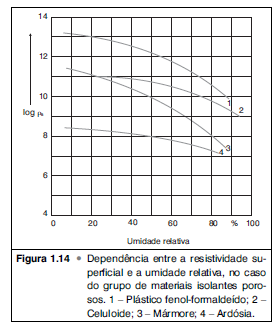 14
12
10
log ρs
8
6
4
1
2
3
4
0 20 40 60 80 % 100
Umidade relativa
Figura 1.14 • Dependência entre a resistividade su-
perficial e a umidade relativa, no caso
do grupo de materiais isolantes poro-
sos. 1 – Plástico fenol-formaldeído; 2 –
Celuloide; 3 – Mármore; 4 – Ardósia.